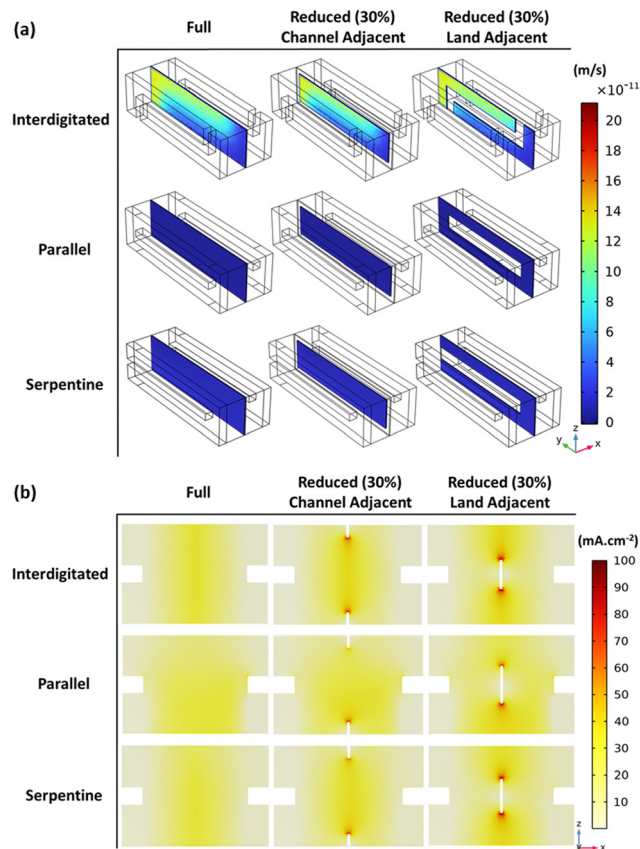 (a)
Full
Reduced (30%)
Channel Adjacent
Reduced (30%)
Land Adjacent
(m/s)
×10⁻¹¹
Interdigitated
Parallel
Serpentine
20
18
16
14
12
10
8
6
4
2
0
z
y
x
(b)
Full
Reduced (30%)
Channel Adjacent
Reduced (30%)
Land Adjacent
(mA.cm⁻²)
Interdigitated
Parallel
Serpentine
100
90
80
70
60
50
40
30
20
10
z
x